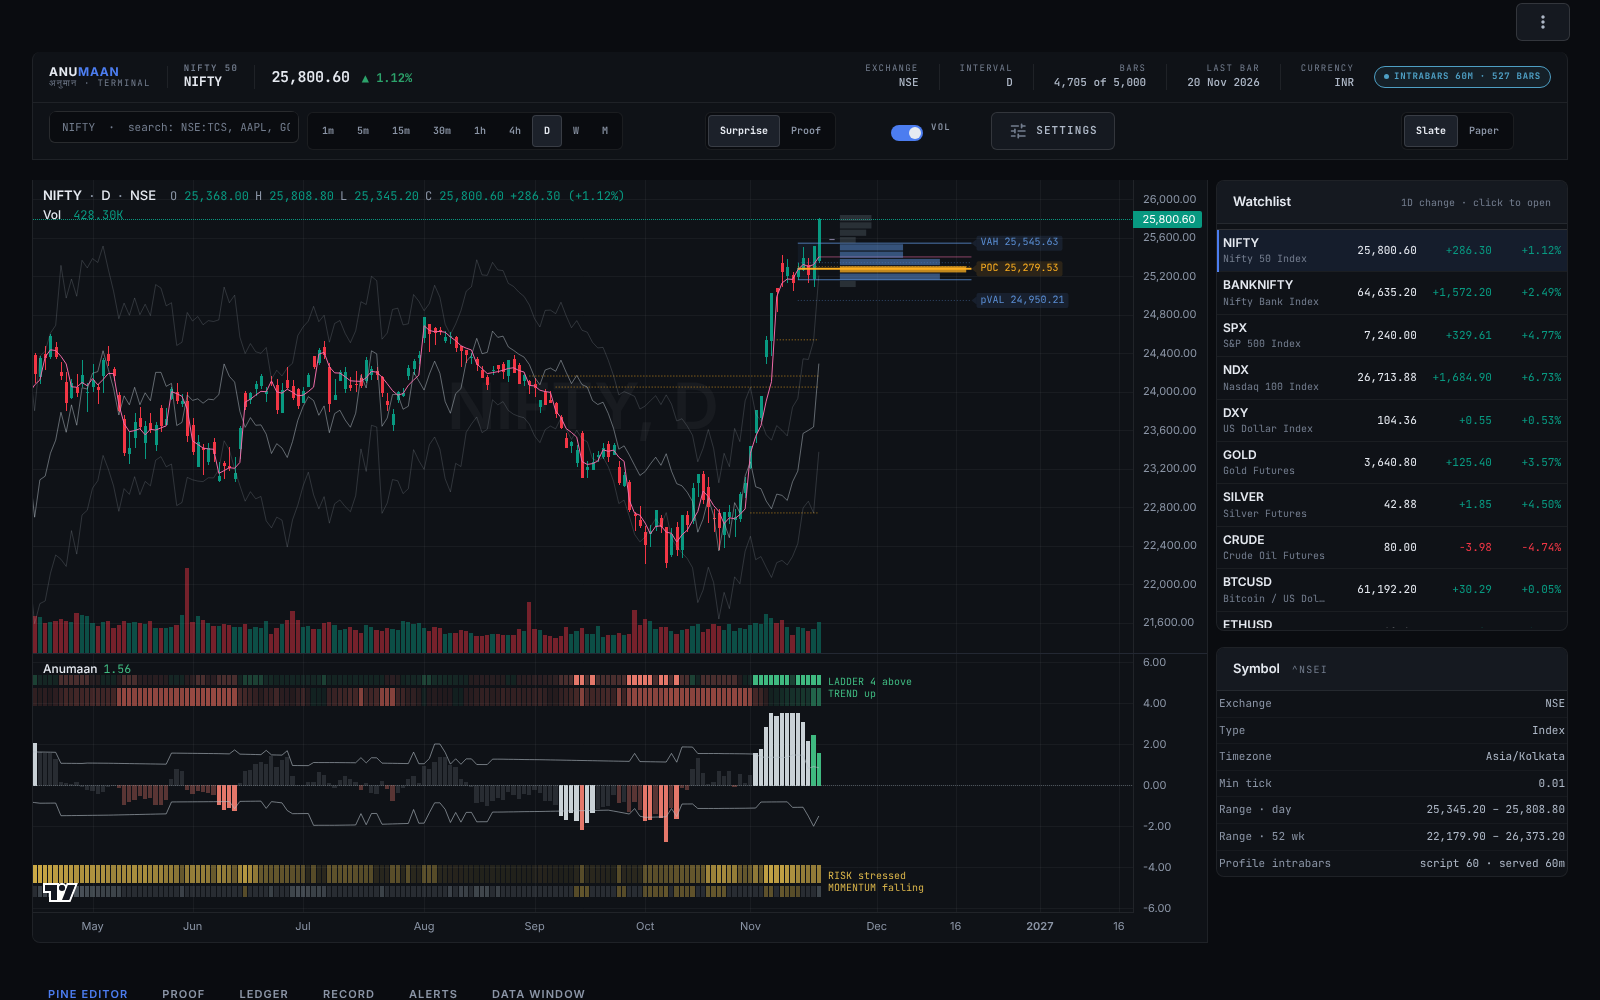 ANUMAAN
अनुमान · TERMINAL
NIFTY 50
NIFTY
25,800.60 ▲ 1.12%
EXCHANGE
NSE
INTERVAL
D
BARS
4,705 of 5,000
LAST BAR
20 Nov 2026
CURRENCY
INR
INTRABARS 60M · 527 BARS
NIFTY · search: NSE:TCS, AAPL, GC
1m 5m 15m 30m 1h 4h D W M
Surprise Proof
VOL
SETTINGS
Slate Paper
NIFTY · D · NSE O 25,368.00 H 25,808.80 L 25,345.20 C 25,800.60 +286.30 (+1.12%)
Vol 428.30K
NIFTY, D
VAH 25,545.63
POC 25,279.53
pVAL 24,950.21
26,000.00
25,800.60
25,600.00
25,200.00
24,800.00
24,400.00
24,000.00
23,600.00
23,200.00
22,800.00
22,400.00
22,000.00
21,600.00
Anumaan 1.56
LADDER 4 above
TREND up
RISK stressed
MOMENTUM falling
6.00
4.00
2.00
0.00
-2.00
-4.00
-6.00
May Jun Jul Aug Sep Oct Nov Dec 16 2027 16
Watchlist 1D change · click to open
NIFTY 25,800.60 +286.30 +1.12%
Nifty 50 Index
BANKNIFTY 64,635.20 +1,572.20 +2.49%
Nifty Bank Index
SPX 7,240.00 +329.61 +4.77%
S&P 500 Index
NDX 26,713.88 +1,684.90 +6.73%
Nasdaq 100 Index
DXY 104.36 +0.55 +0.53%
US Dollar Index
GOLD 3,640.80 +125.40 +3.57%
Gold Futures
SILVER 42.88 +1.85 +4.50%
Silver Futures
CRUDE 80.00 -3.98 -4.74%
Crude Oil Futures
BTCUSD 61,192.20 +30.29 +0.05%
Bitcoin / US Dol…
ETHUSD
Symbol ^NSEI
Exchange NSE
Type Index
Timezone Asia/Kolkata
Min tick 0.01
Range · day 25,345.20 – 25,808.80
Range · 52 wk 22,179.90 – 26,373.20
Profile intrabars script 60 · served 60m
PINE EDITOR PROOF LEDGER RECORD ALERTS DATA WINDOW